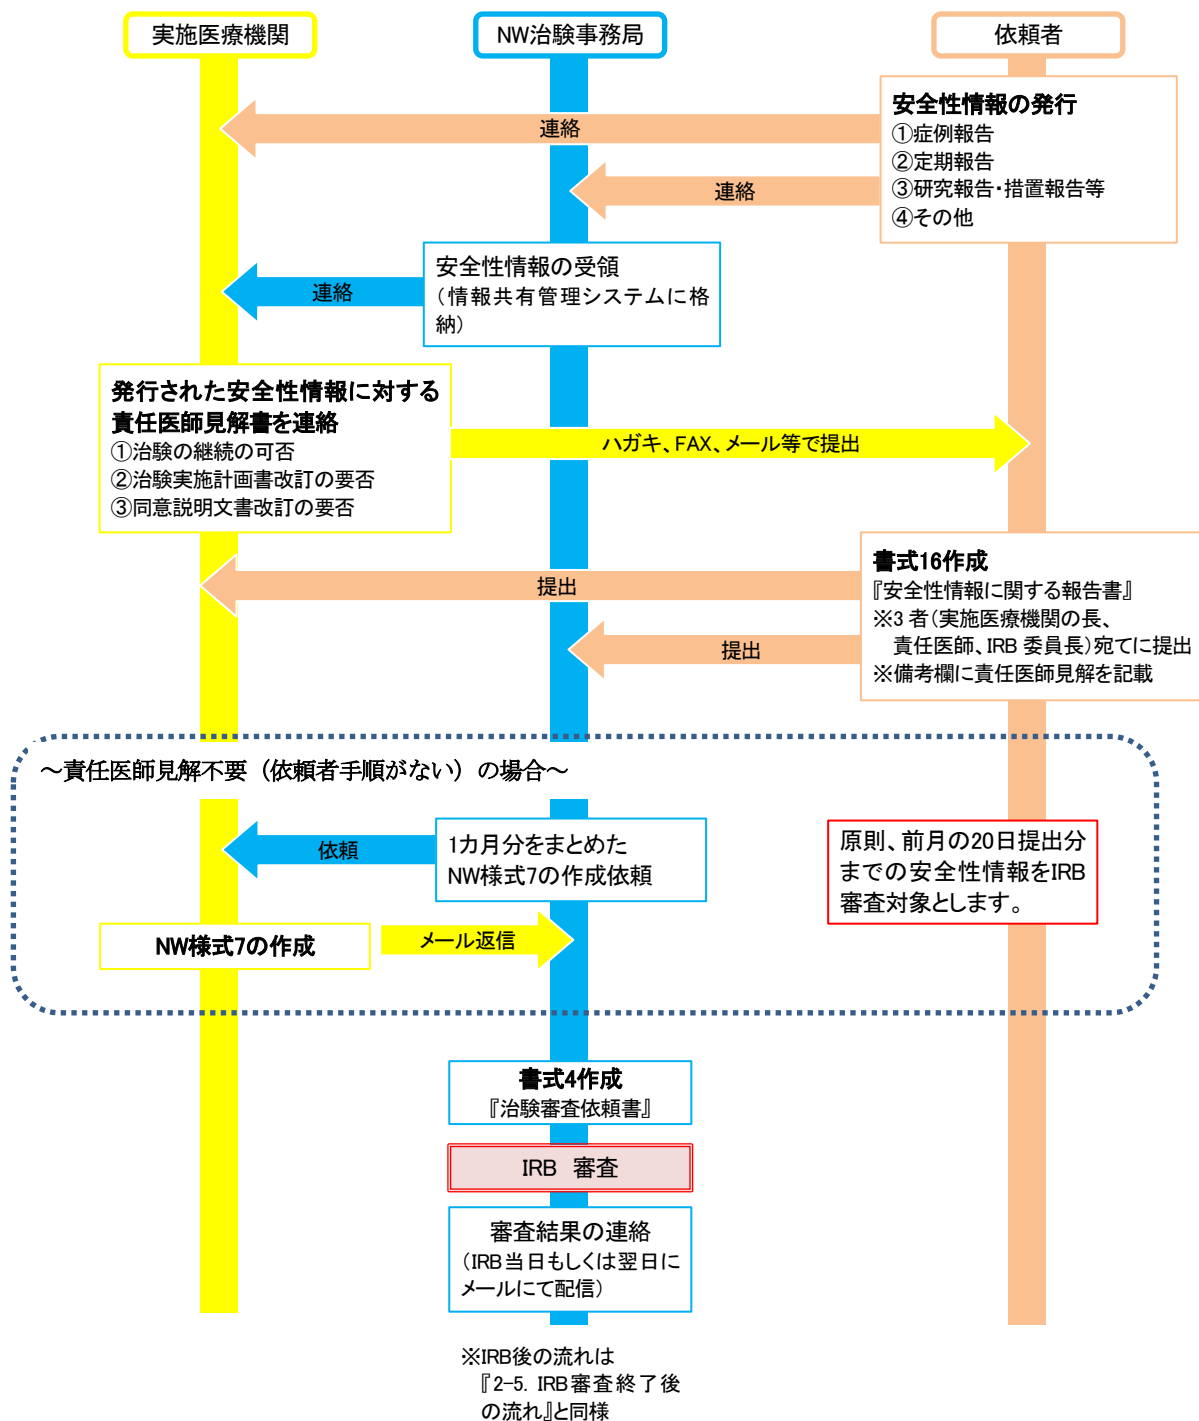 実施医療機関
NW治験事務局
依頼者
安全性情報の発行
①症例報告
②定期報告
③研究報告・措置報告等
④その他
連絡
連絡
安全性情報の受領
（情報共有管理システムに格
納）
連絡
発行された安全性情報に対する
責任医師見解書を連絡
①治験の継続の可否
②治験実施計画書改訂の要否
③同意説明文書改訂の要否
ハガキ、FAX、メール等で提出
書式16作成
『安全性情報に関する報告書』
※3 者（実施医療機関の長、
責任医師、IRB 委員長）宛てに提出
※備考欄に責任医師見解を記載
提出
提出
～責任医師見解不要（依頼者手順がない）の場合～
依頼
1カ月分をまとめた
NW様式7の作成依頼
原則、前月の20日提出分
までの安全性情報をIRB
審査対象とします。
NW様式7の作成
メール返信
書式4作成
『治験審査依頼書』
IRB 審査
審査結果の連絡
（IRB当日もしくは翌日に
メールにて配信）
※IRB後の流れは
『2-5. IRB審査終了後
の流れ』と同様